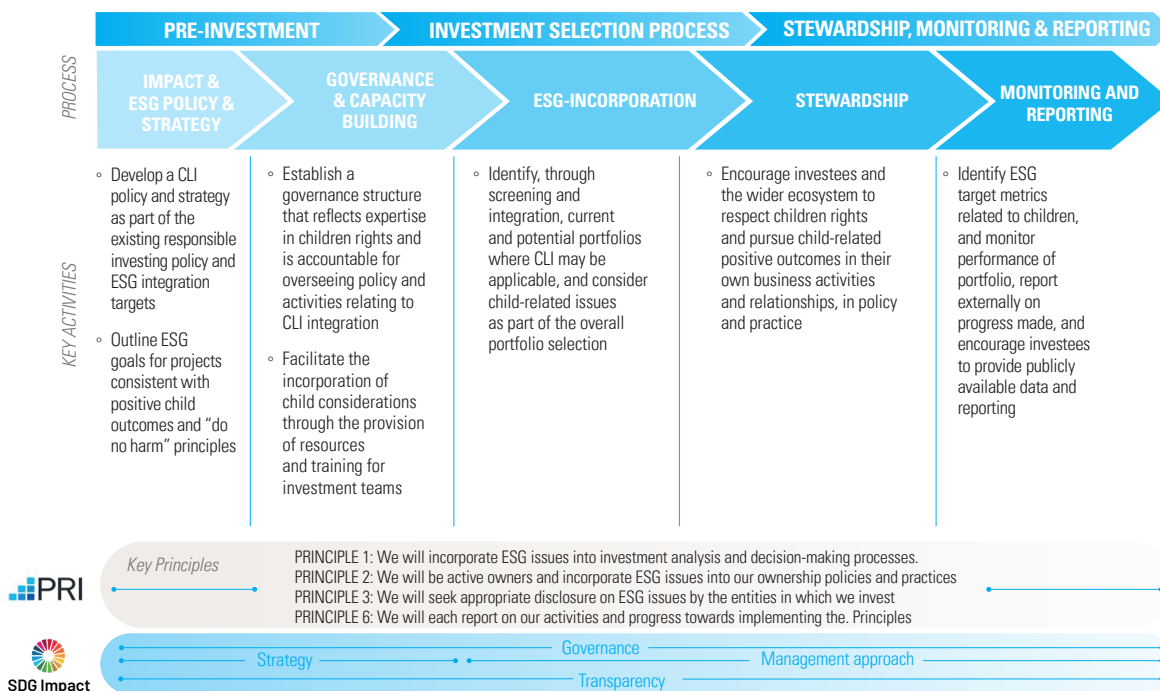 PRE-INVESTMENT
INVESTMENT SELECTION PROCESS
STEWARDSHIP, MONITORING & REPORTING
PROCESS
IMPACT &
ESG POLICY &
STRATEGY
GOVERNANCE
& CAPACITY
BUILDING
ESG-INCORPORATION
STEWARDSHIP
MONITORING AND
REPORTING
KEY ACTIVITIES
◦ Develop a CLI
policy and strategy
as part of the
existing responsible
investing policy and
ESG integration
targets
◦ Outline ESG
goals for projects
consistent with
positive child
outcomes and “do
no harm” principles
◦ Establish a
governance structure
that reflects expertise
in children rights and
is accountable for
overseeing policy and
activities relating to
CLI integration
◦ Facilitate the
incorporation of
child considerations
through the provision
of resources
and training for
investment teams
◦ Identify, through
screening and
integration, current
and potential portfolios
where CLI may be
applicable, and consider
child-related issues
as part of the overall
portfolio selection
◦ Encourage investees and
the wider ecosystem to
respect children rights
and pursue child-related
positive outcomes in their
own business activities
and relationships, in policy
and practice
◦ Identify ESG
target metrics
related to children,
and monitor
performance of
portfolio, report
externally on
progress made, and
encourage investees
to provide publicly
available data and
reporting
PRI
Key Principles
PRINCIPLE 1: We will incorporate ESG issues into investment analysis and decision-making processes.
PRINCIPLE 2: We will be active owners and incorporate ESG issues into our ownership policies and practices
PRINCIPLE 3: We will seek appropriate disclosure on ESG issues by the entities in which we invest
PRINCIPLE 6: We will each report on our activities and progress towards implementing the. Principles
SDG Impact
Governance
Strategy
Management approach
Transparency